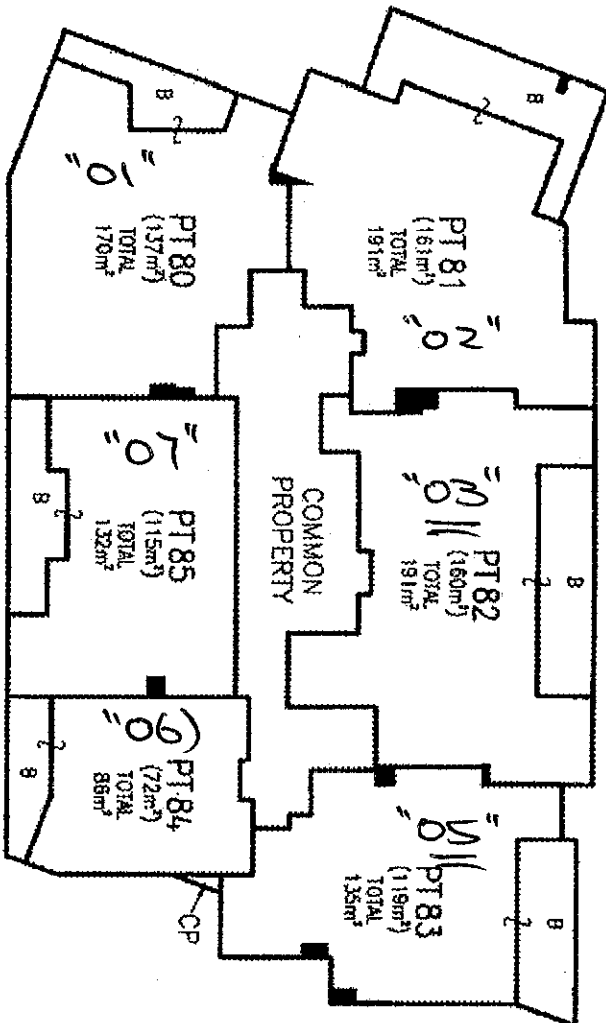 B
PT 81
(161m²)
TOTAL
191m²
B
PT 82
(160m²)
TOTAL
191m²
B
PT 83
(119m²)
TOTAL
135m²
COMMON
PROPERTY
B
PT 80
(137m²)
TOTAL
170m²
B
PT 85
(115m²)
TOTAL
132m²
B
PT 84
(72m²)
TOTAL
86m²
CP